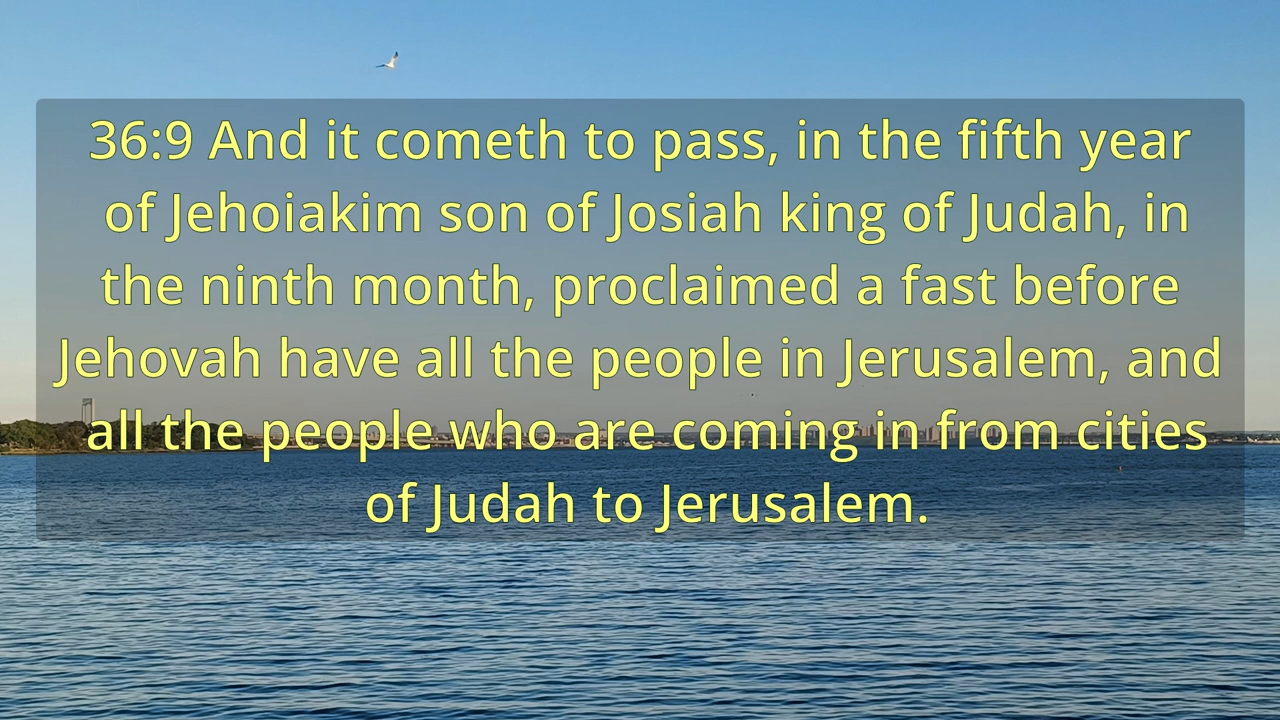 36:9 And it cometh to pass, in the fifth year
of Jehoiakim son of Josiah king of Judah, in
the ninth month, proclaimed a fast before
Jehovah have all the people in Jerusalem, and
all the people who are coming in from cities
of Judah to Jerusalem.